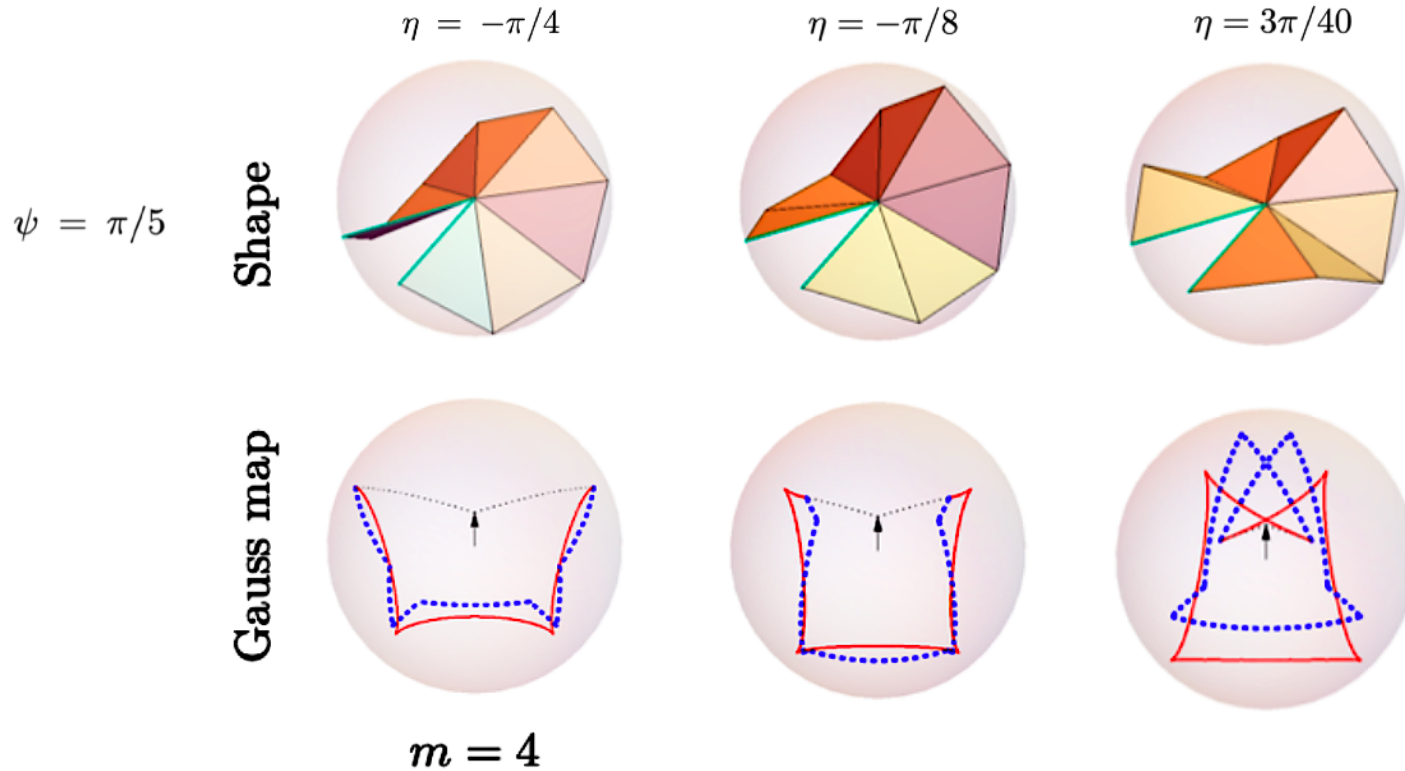 η = −π/4
η = −π/8
η = 3π/40
ψ = π/5
Shape
Gauss map
m = 4